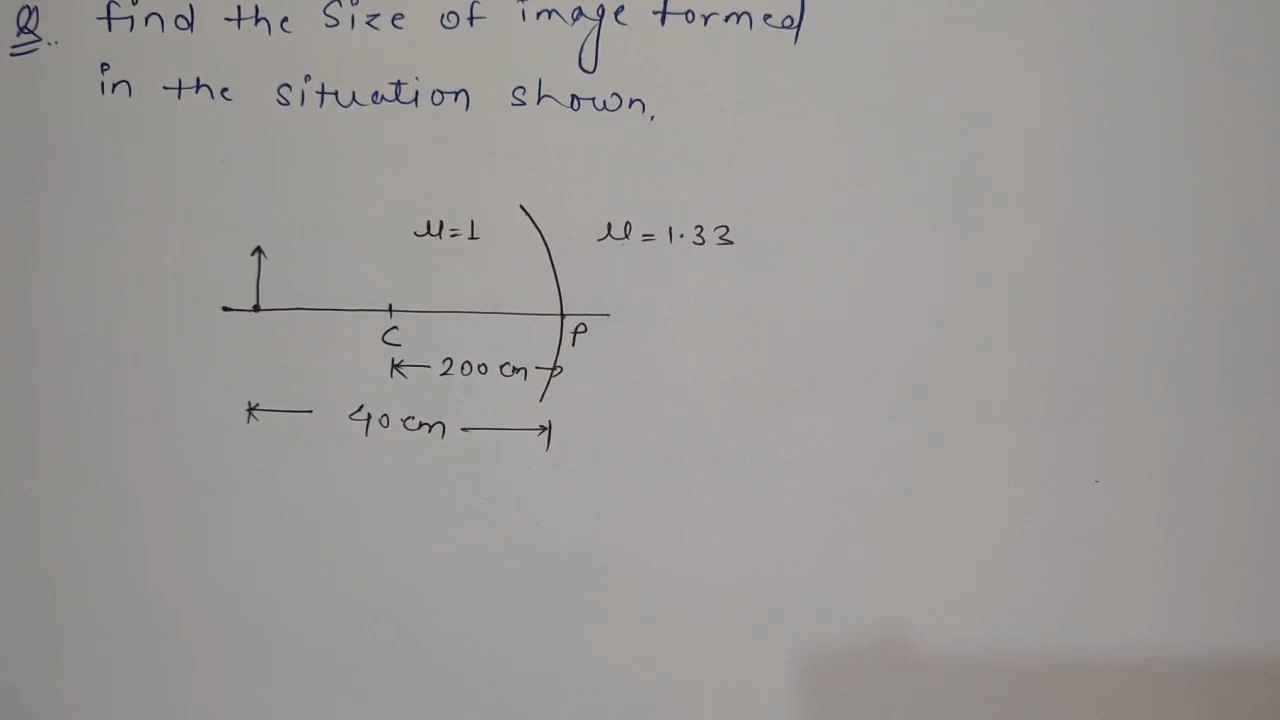 Q. find the size of image formed
in the situation shown.
μ=1 μ=1.33
C P
200 cm
40 cm